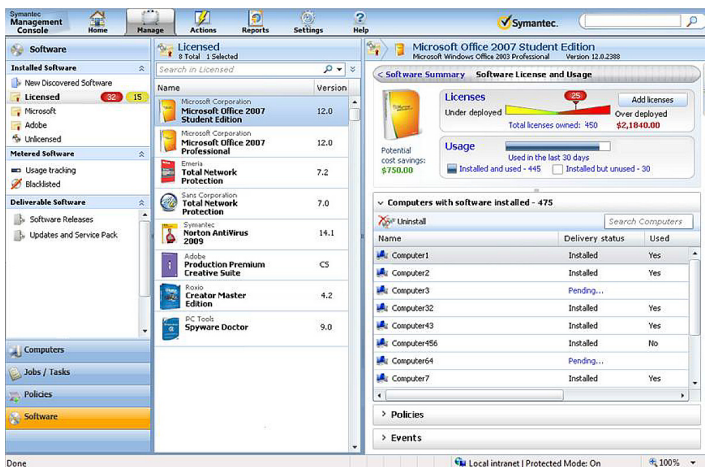 Symantec
Management
Console
Home
Manage
Actions
Reports
Settings
Help
Symantec.
Software
Installed Software
New Discovered Software
Licensed 32 15
Microsoft
Adobe
Unlicensed
Metered Software
Usage tracking
Blacklisted
Deliverable Software
Software Releases
Updates and Service Pack
Computers
Jobs / Tasks
Policies
Software
Licensed
8 Total 1 Selected
Search in Licensed
Name Version
Microsoft Corporation
Microsoft Office 2007 12.0
Student Edition
Microsoft Corporation
Microsoft Office 2007 12.0
Professional
Emeria
Total Network 7.2
Protection
Sans Corporation
Total Network 7.0
Protection
Symantec
Norton AntiVirus 14.1
2009
Adobe
Production Premium C5
Creative Suite
Roxio
Creator Master 4.2
Edition
PC Tools
Spyware Doctor 9.0
Microsoft Office 2007 Student Edition
Microsoft Windows Office 2003 Professional Version 12.0.2388
< Software Summary Software License and Usage
Potential
cost savings:
$750.00
Licenses
25
Add licenses
Under deployed
Over deployed
Total licenses owned: 450
$2,1840.00
Usage
Used in the last 30 days
Installed and used - 445 Installed but unused - 30
Computers with software installed - 475
Uninstall
Search Computers
Name Delivery status Used
Computer1 Installed Yes
Computer2 Installed Yes
Computer3 Pending...
Computer32 Installed Yes
Computer43 Installed Yes
Computer456 Installed No
Computer64 Pending...
Computer7 Installed Yes
Policies
Events
Done
Local intranet | Protected Mode: On
100%